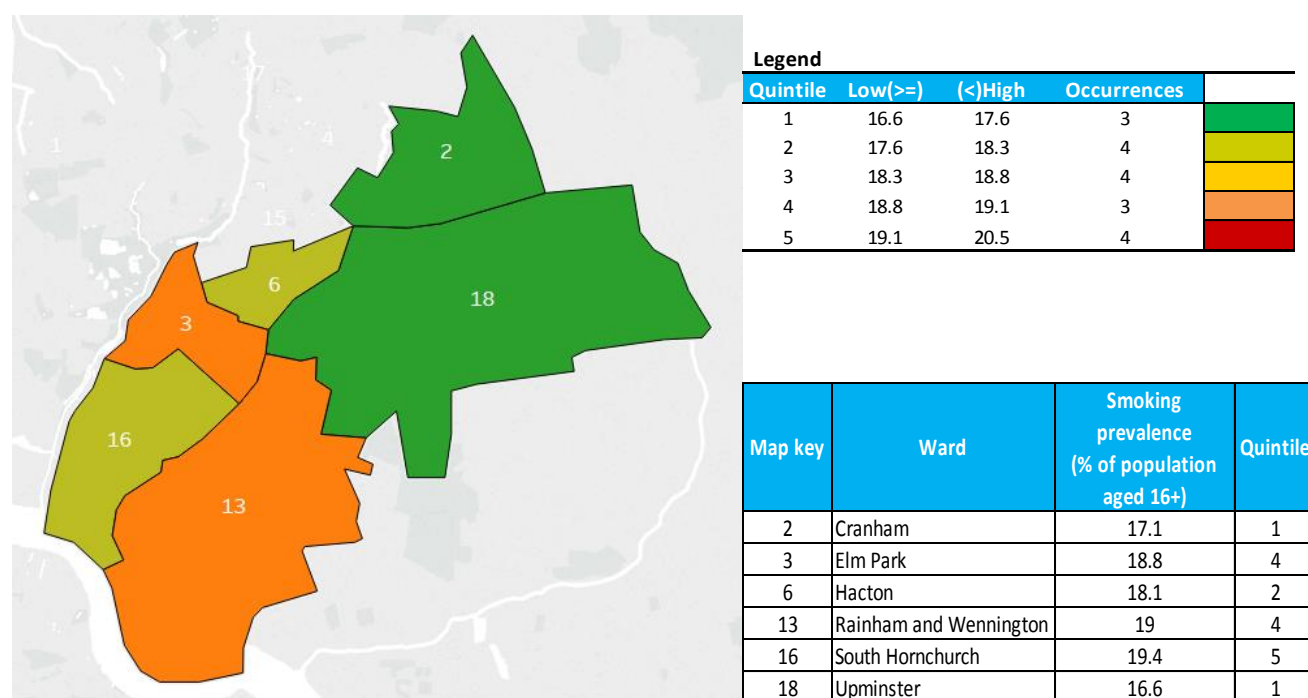 17
1
4
2
15
6
18
3
16
13
Legend
Quintile Low(>=) (<)High Occurrences
1 16.6 17.6 3
2 17.6 18.3 4
3 18.3 18.8 4
4 18.8 19.1 3
5 19.1 20.5 4
Map key Ward Smoking prevalence (% of population aged 16+) Quintile
2 Cranham 17.1 1
3 Elm Park 18.8 4
6 Hacton 18.1 2
13 Rainham and Wennington 19 4
16 South Hornchurch 19.4 5
18 Upminster 16.6 1